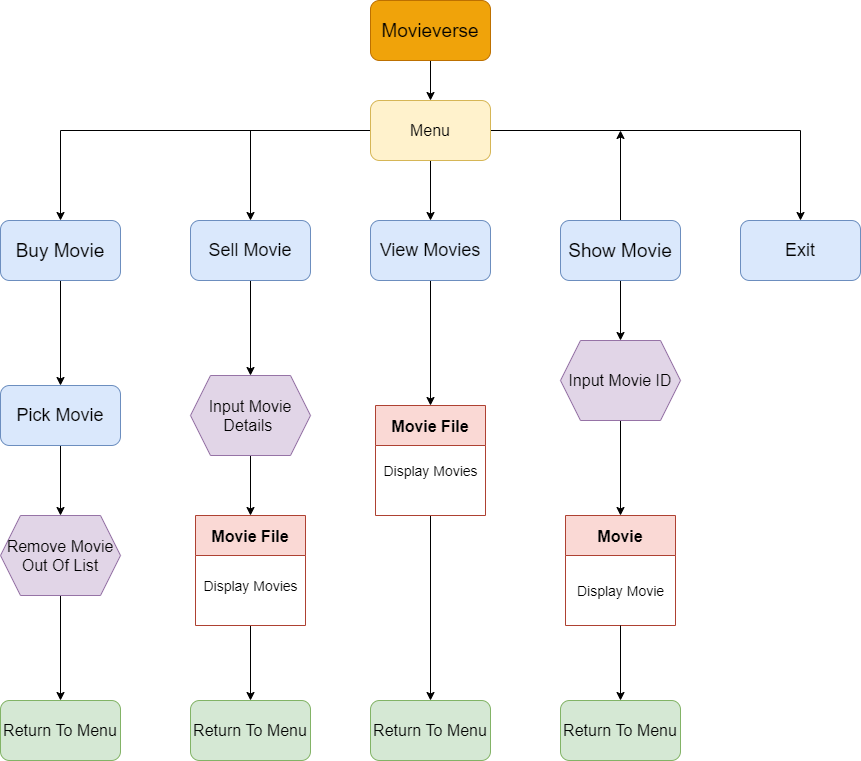 Movieverse
Menu
Buy Movie
Sell Movie
View Movies
Show Movie
Exit
Input Movie ID
Pick Movie
Input Movie
Details
Movie File
Display Movies
Remove Movie
Out Of List
Movie File
Display Movies
Movie
Display Movie
Return To Menu
Return To Menu
Return To Menu
Return To Menu